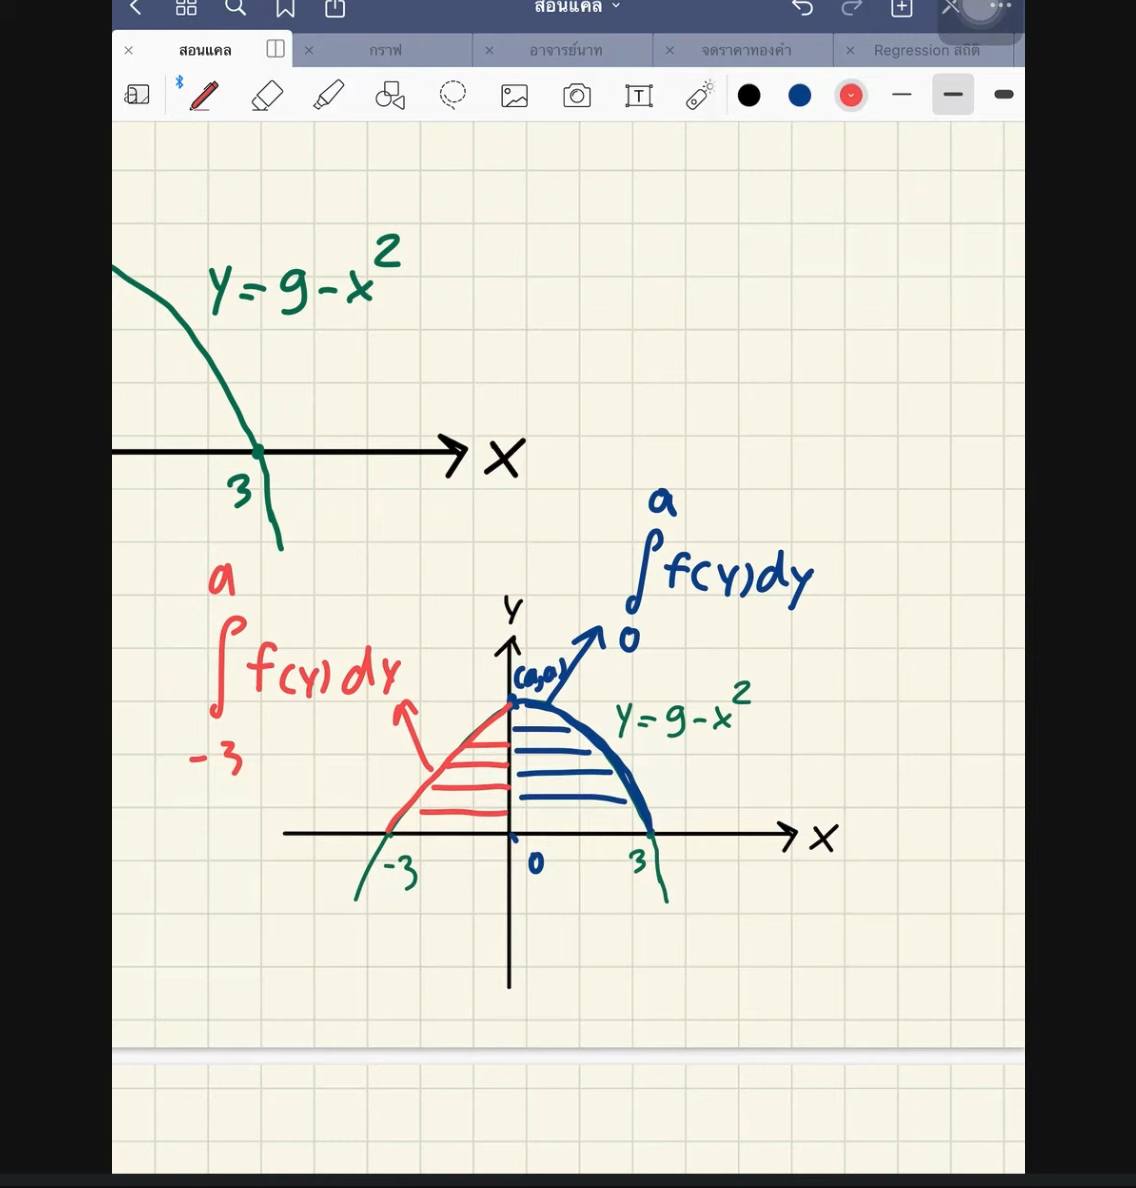 สอนแคล
สอนแคล
กราฟ
อาจารย์นาท
จดราคาทองคำ
Regression สถิติ
T
y=9-x²
X
3
a
∫f(y)dy
0
a
∫f(y)dy
-3
Y
y=9-x²
X
-3
0
3